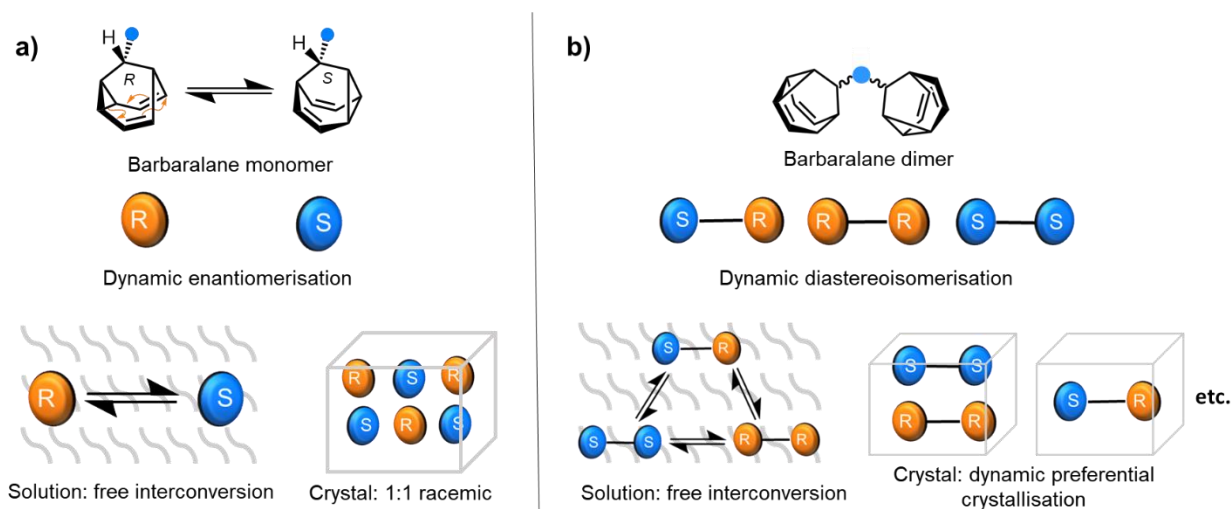 a)
H
R
S
Barbaralane monomer
R
S
Dynamic enantiomerisation
R
S
R
S
R
S
R
S
Solution: free interconversion
Crystal: 1:1 racemic
b)
Barbaralane dimer
S
R
R
R
S
S
Dynamic diastereoisomerisation
S
R
S
S
R
R
S
S
R
R
S
R
etc.
Solution: free interconversion
Crystal: dynamic preferential
crystallisation